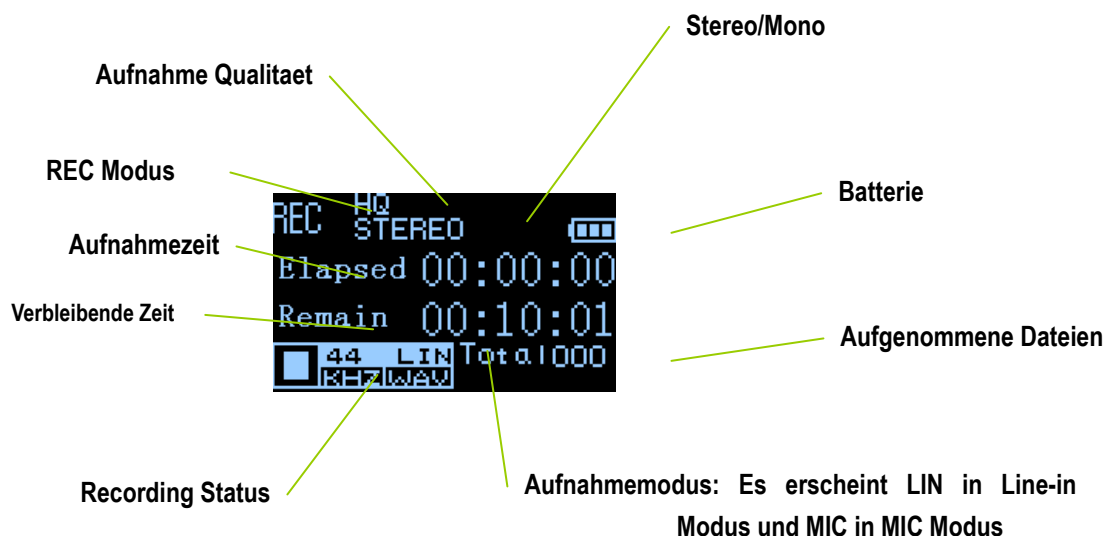 Stereo/Mono
Aufnahme Qualitaet
REC Modus
Batterie
REC HQ
STEREO
Aufnahmezeit
Elapsed 00:00:00
Verbleibende Zeit
Remain 00:10:01
Aufgenommene Dateien
44 LIN Total000
KHZ WAV
Recording Status
Aufnahmemodus: Es erscheint LIN in Line-in
Modus und MIC in MIC Modus